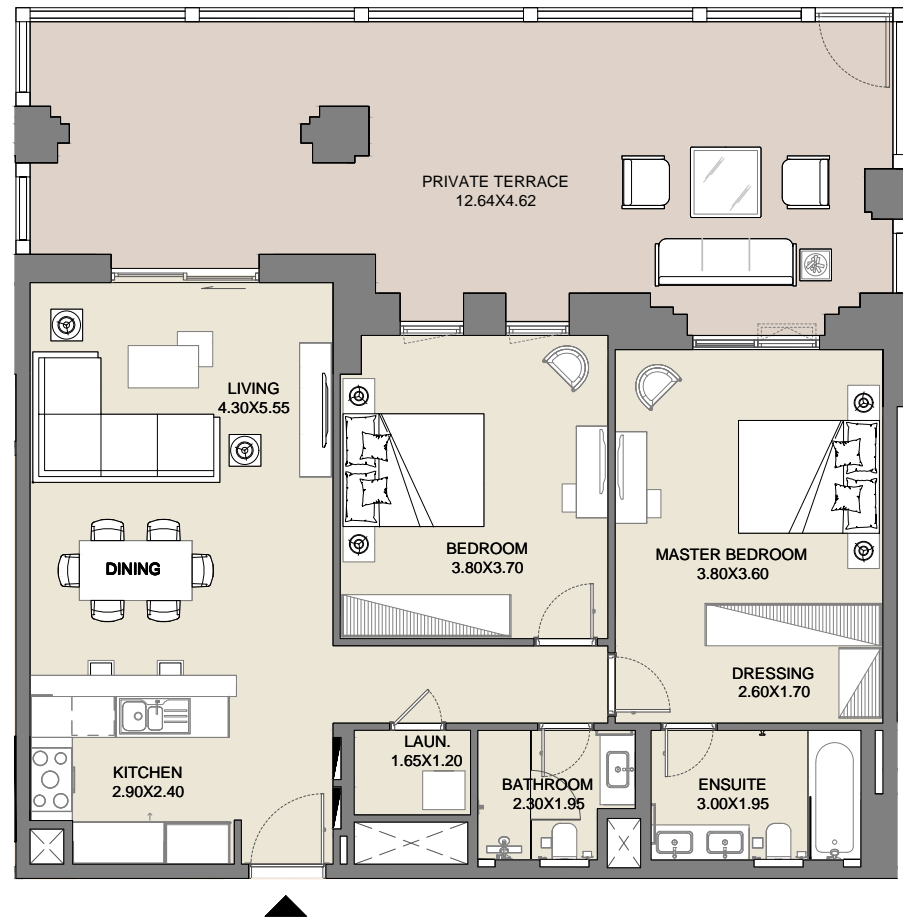 PRIVATE TERRACE
12.64X4.62
LIVING
4.30X5.55
BEDROOM
3.80X3.70
MASTER BEDROOM
3.80X3.60
DINING
DRESSING
2.60X1.70
LAUN.
1.65X1.20
KITCHEN
2.90X2.40
BATHROOM
2.30X1.95
ENSUITE
3.00X1.95